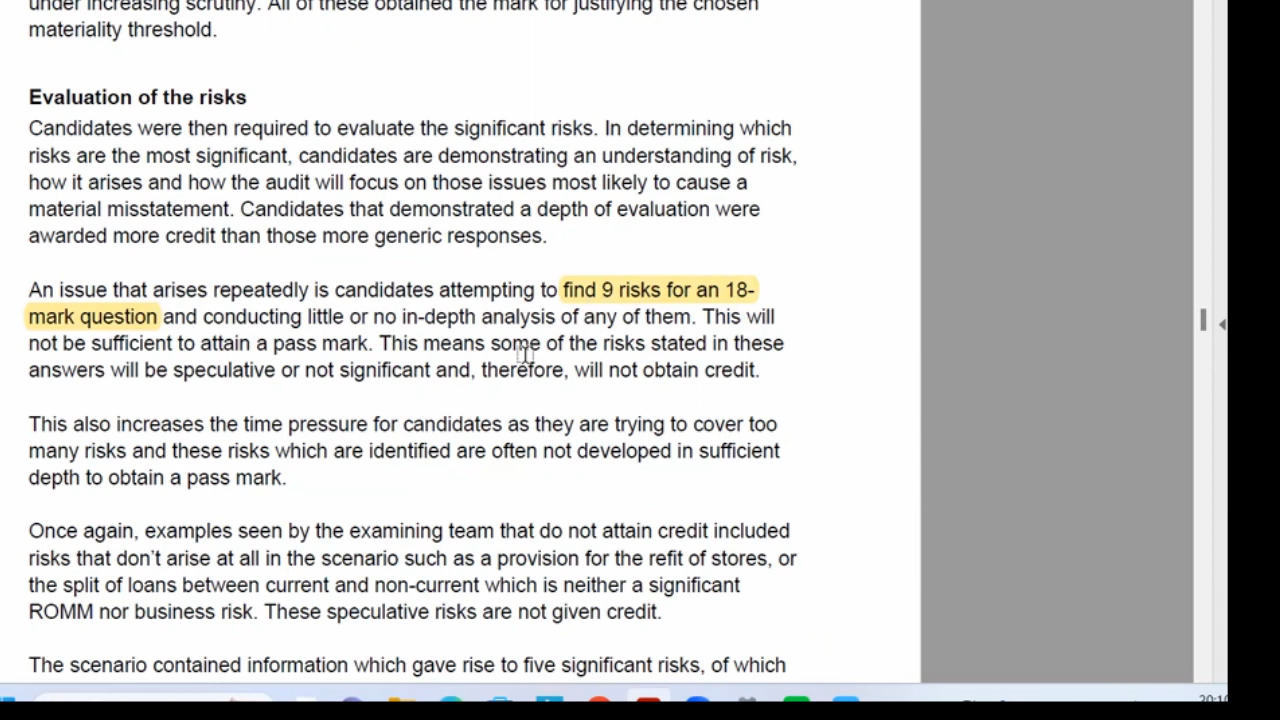 under increasing scrutiny. All of these obtained the mark for justifying the chosen
materiality threshold.
Evaluation of the risks
Candidates were then required to evaluate the significant risks. In determining which
risks are the most significant, candidates are demonstrating an understanding of risk,
how it arises and how the audit will focus on those issues most likely to cause a
material misstatement. Candidates that demonstrated a depth of evaluation were
awarded more credit than those more generic responses.
An issue that arises repeatedly is candidates attempting to find 9 risks for an 18-
mark question and conducting little or no in-depth analysis of any of them. This will
not be sufficient to attain a pass mark. This means some of the risks stated in these
answers will be speculative or not significant and, therefore, will not obtain credit.
This also increases the time pressure for candidates as they are trying to cover too
many risks and these risks which are identified are often not developed in sufficient
depth to obtain a pass mark.
Once again, examples seen by the examining team that do not attain credit included
risks that don’t arise at all in the scenario such as a provision for the refit of stores, or
the split of loans between current and non-current which is neither a significant
ROMM nor business risk. These speculative risks are not given credit.
The scenario contained information which gave rise to five significant risks, of which